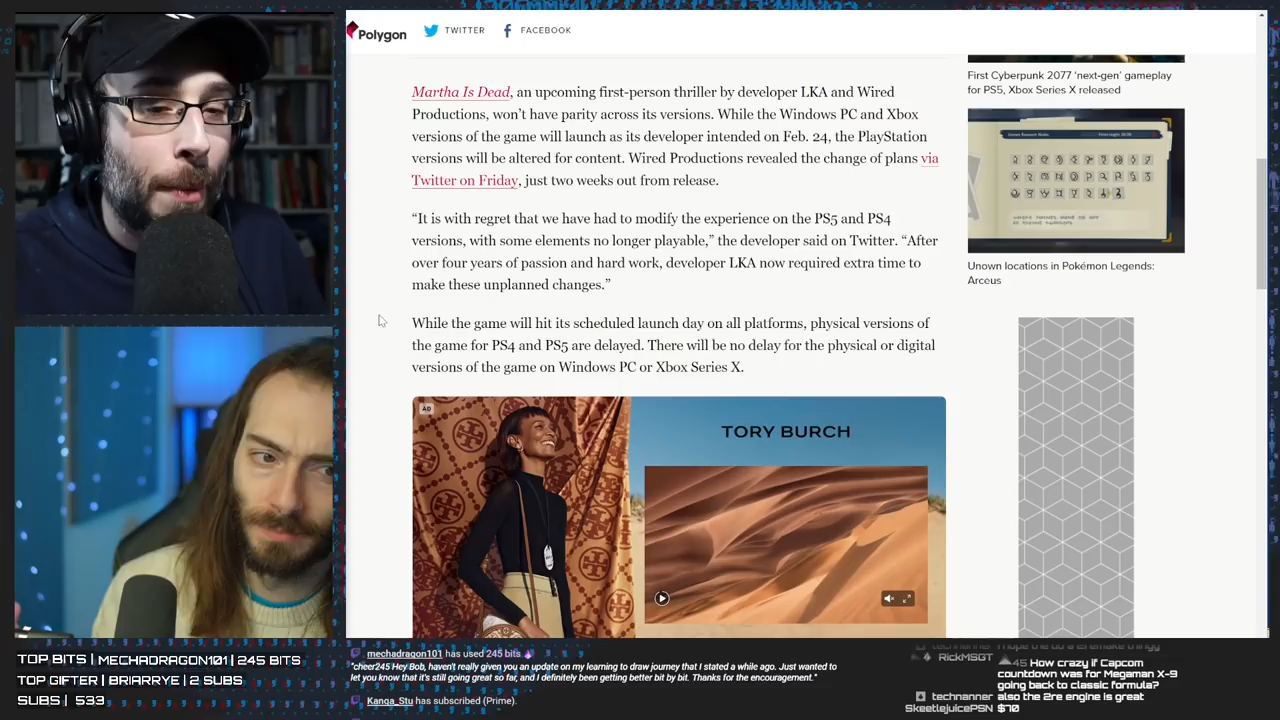 Polygon
TWITTER
FACEBOOK
Martha Is Dead, an upcoming first-person thriller by developer LKA and Wired
Productions, won't have parity across its versions. While the Windows PC and Xbox
versions of the game will launch as its developer intended on Feb. 24, the PlayStation
versions will be altered for content. Wired Productions revealed the change of plans via
Twitter on Friday, just two weeks out from release.
“It is with regret that we have had to modify the experience on the PS5 and PS4
versions, with some elements no longer playable,” the developer said on Twitter. “After
over four years of passion and hard work, developer LKA now required extra time to
make these unplanned changes.”
While the game will hit its scheduled launch day on all platforms, physical versions of
the game for PS4 and PS5 are delayed. There will be no delay for the physical or digital
versions of the game on Windows PC or Xbox Series X.
AD
TORY BURCH
First Cyberpunk 2077 ‘next-gen’ gameplay
for PS5, Xbox Series X released
Unown locations in Pokémon Legends:
Arceus
TOP BITS | MECHADRAGON101 | 245 BITS
TOP GIFTER | BRIARRYE | 2 SUBS
SUBS | 533
mechadragon101 has used 245 bits
"cheer245 Hey Bob, haven't really given you an update on my learning to draw journey that I stated a while ago. Just wanted to
let you know that it's still going great so far, and I definitely been getting better bit by bit. Thanks for the encouragement."
Kanga_Stu has subscribed (Prime).
RickMSGT
45 How crazy if Capcom
countdown was for Megaman X-9
going back to classic formula?
technanner
also the 2re engine is great
SkeetlejuicePSN
$70